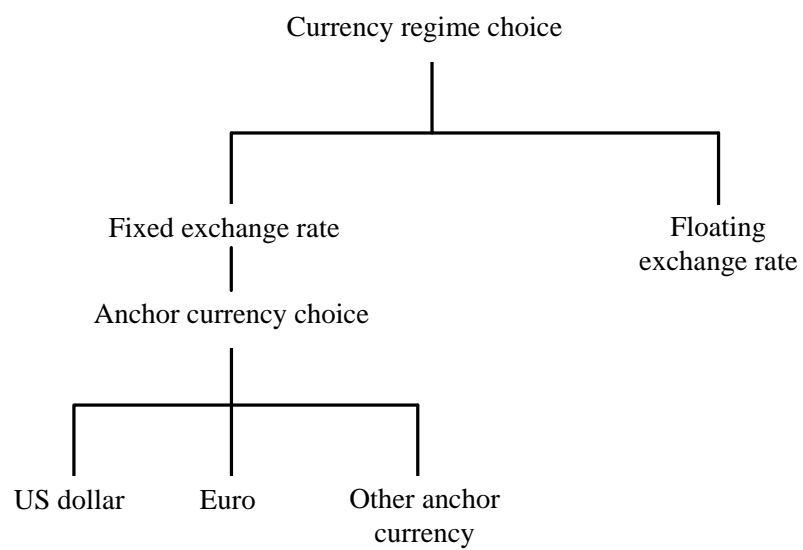 Currency regime choice
Fixed exchange rate
Floating
exchange rate
Anchor currency choice
US dollar
Euro
Other anchor
currency